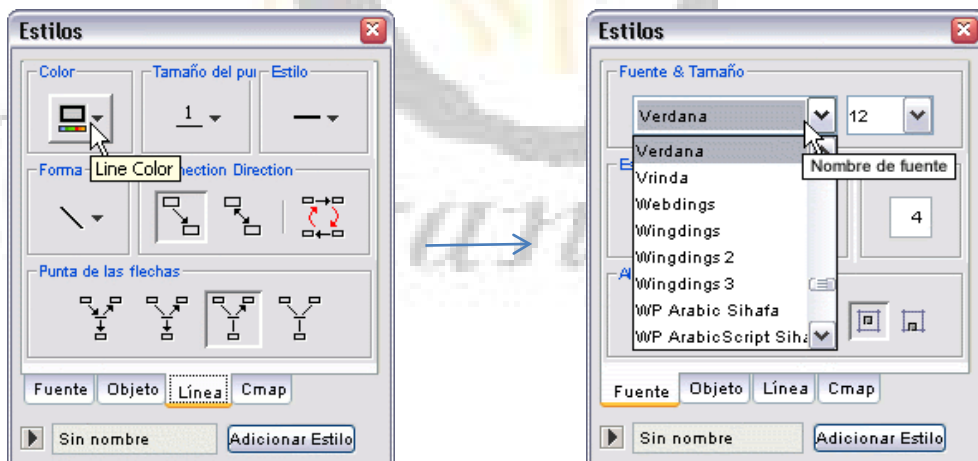 Estilos
Color
Tamaño del pu
Estilo
1
Line Color
Forma
nection Direction
Punta de las flechas
Fuente
Objeto
Línea
Cmap
Sin nombre
Adicionar Estilo
Estilos
Fuente & Tamaño
Verdana
12
Nombre de fuente
Verdana
Vrinda
Webdings
Wingdings
Wingdings 2
Wingdings 3
WP Arabic Sihafa
WP ArabicScript Siha
4
Fuente
Objeto
Línea
Cmap
Sin nombre
Adicionar Estilo